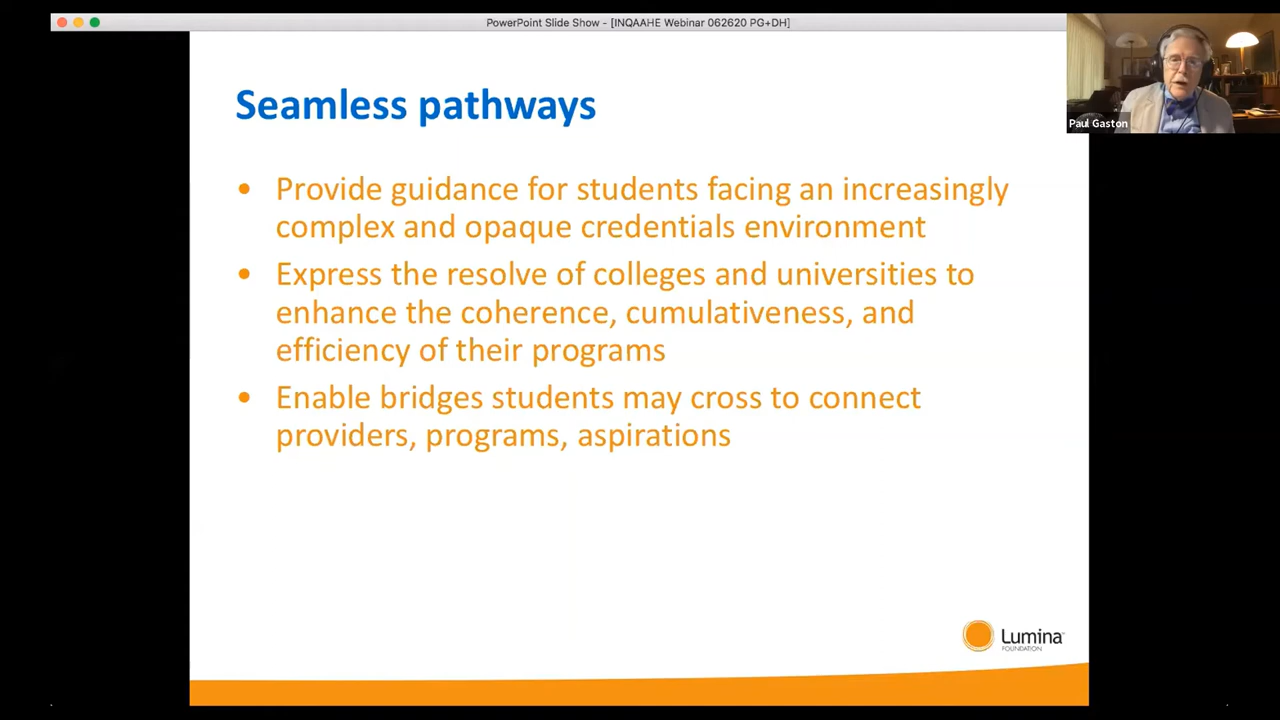 PowerPoint Slide Show - [INQAAHE Webinar 062620 PG+DH]
Paul Gaston
Seamless pathways
• Provide guidance for students facing an increasingly
complex and opaque credentials environment
• Express the resolve of colleges and universities to
enhance the coherence, cumulativeness, and
efficiency of their programs
• Enable bridges students may cross to connect
providers, programs, aspirations
Lumina
FOUNDATION